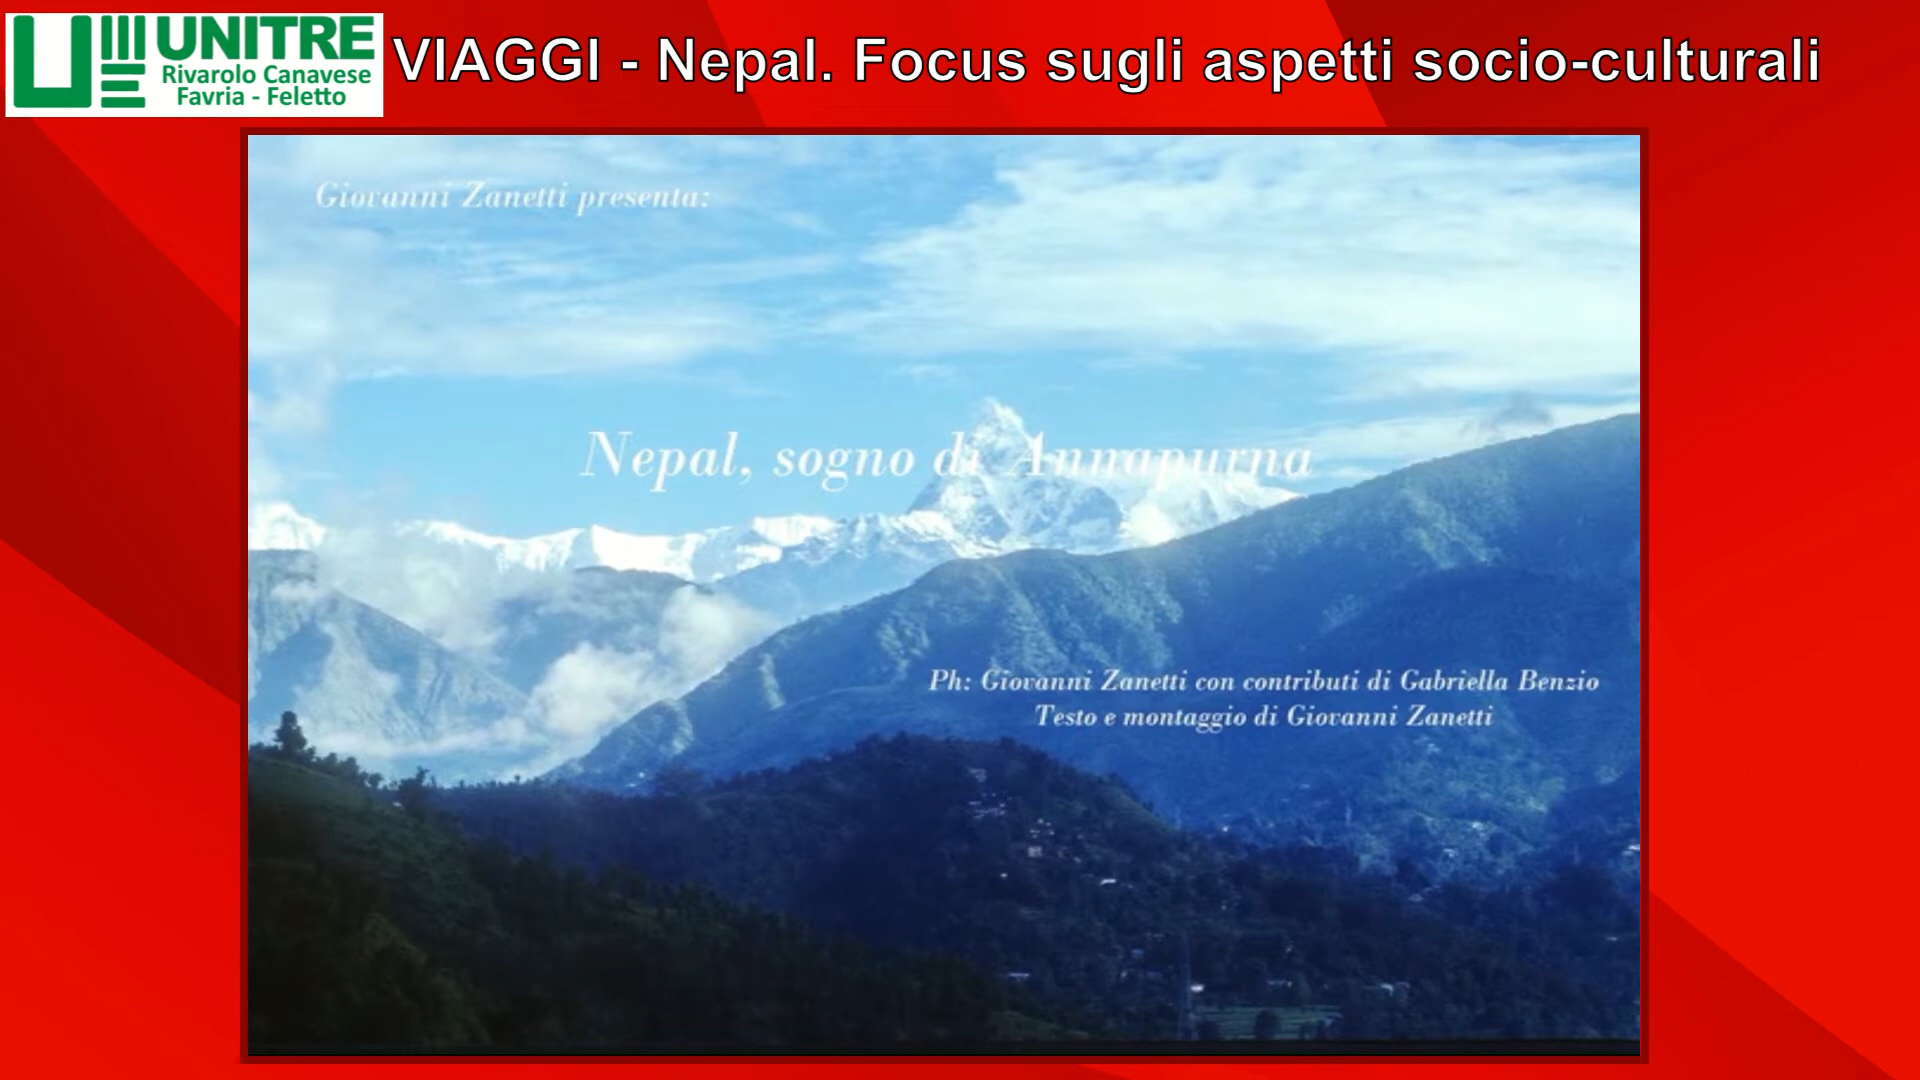 UNITRE
Rivarolo Canavese
Favria - Feletto
VIAGGI - Nepal. Focus sugli aspetti socio-culturali
Giovanni Zanetti presenta:
Nepal, sogno di Annapurna
Ph: Giovanni Zanetti con contributi di Gabriella Benzio
Testo e montaggio di Giovanni Zanetti